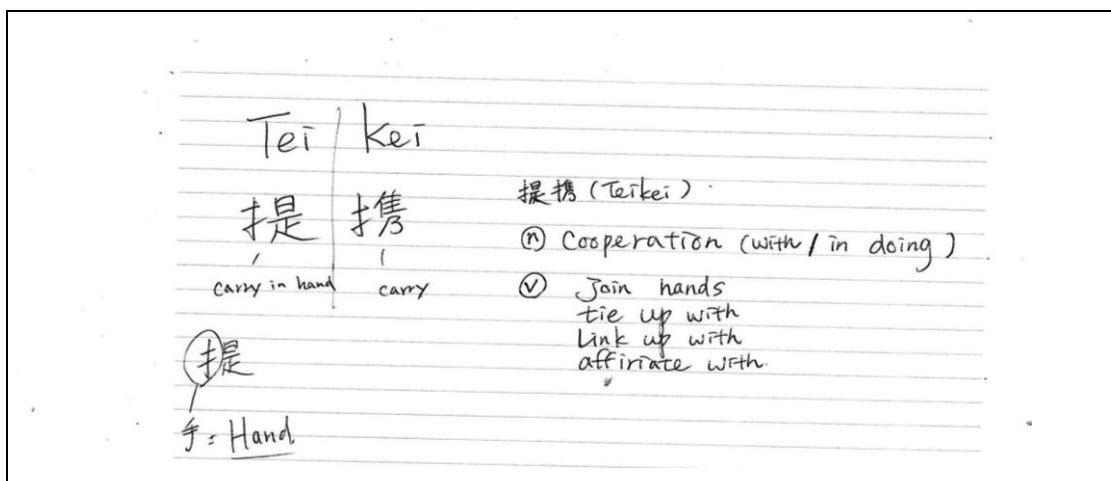 Tei | Kei
提 | 携
carry in hand carry
提
手 = Hand
提携 (Teikei)
(n) Cooperation (with / in doing)
(v) Join hands
tie up with
Link up with
affiriate with